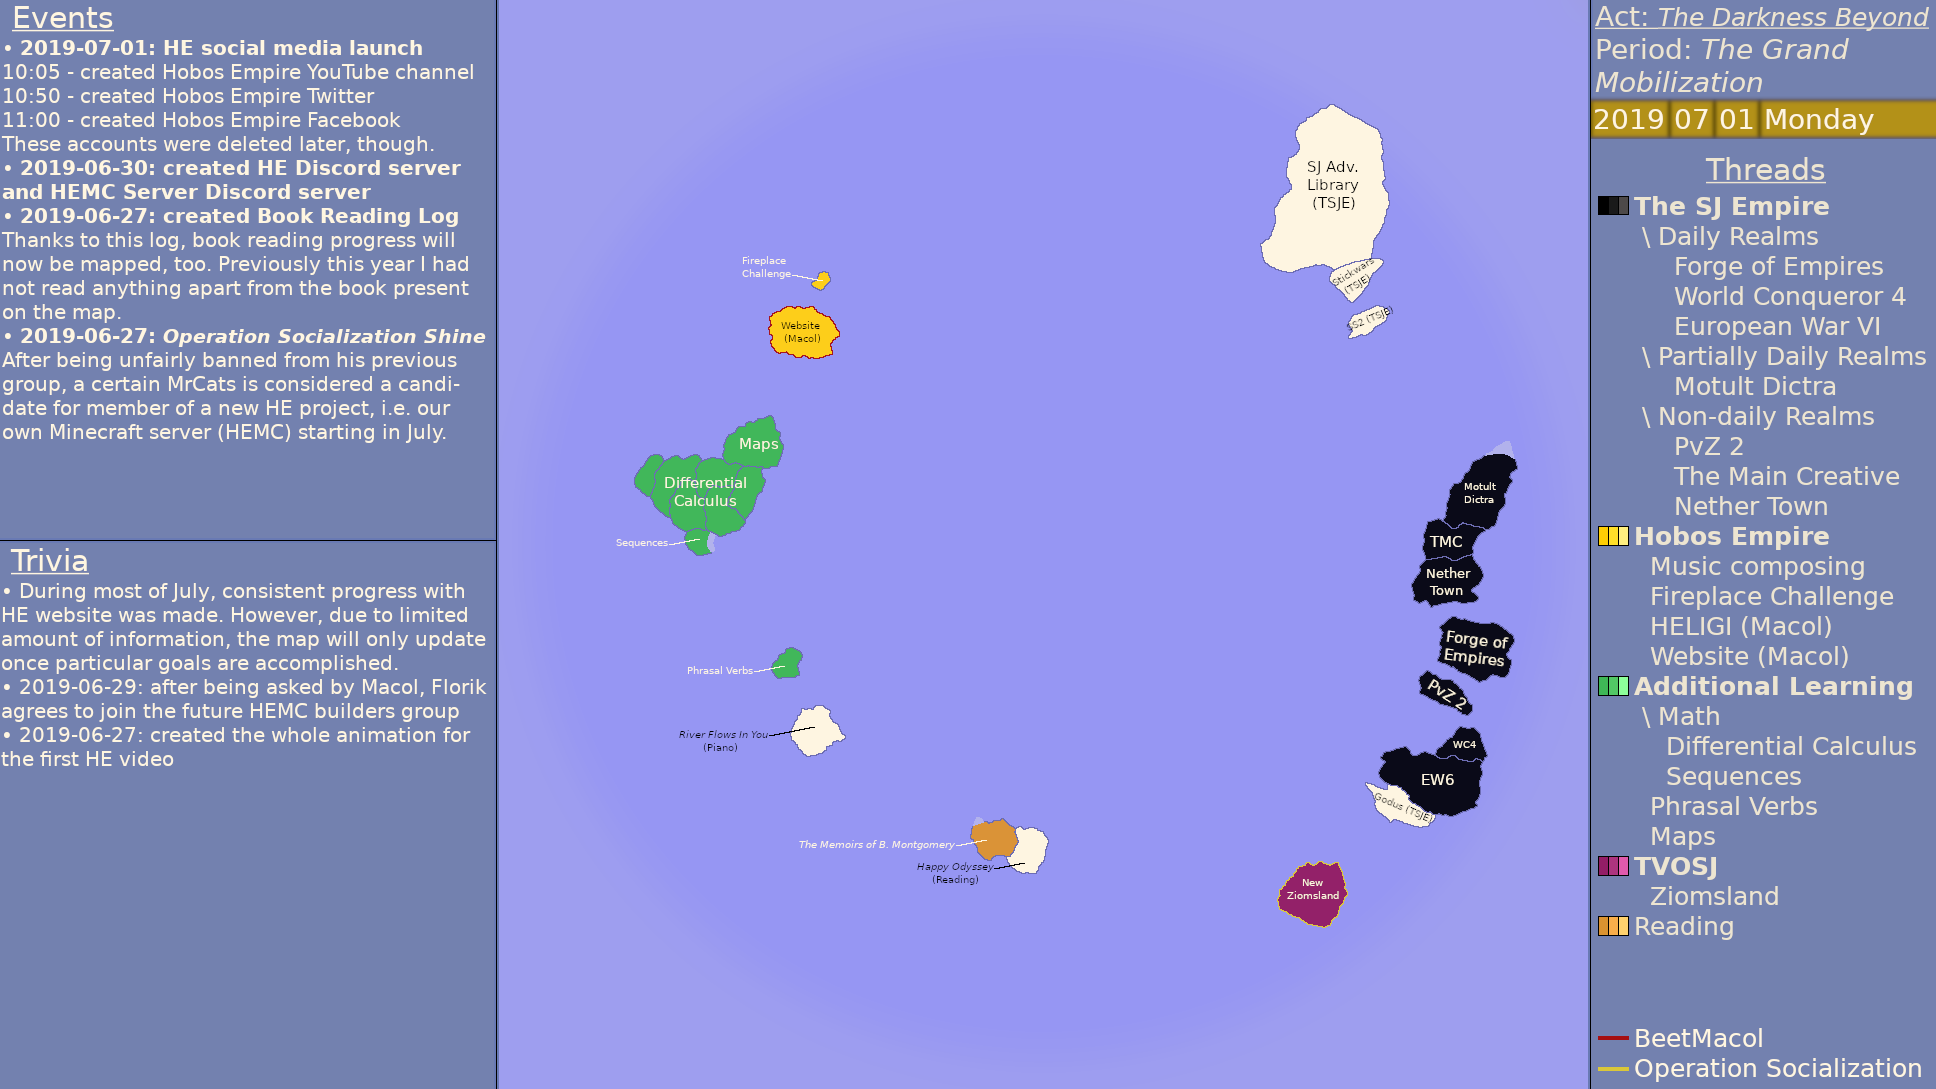 Events
• 2019-07-01: HE social media launch
10:05 - created Hobos Empire YouTube channel
10:50 - created Hobos Empire Twitter
11:00 - created Hobos Empire Facebook
These accounts were deleted later, though.
• 2019-06-30: created HE Discord server
and HEMC Server Discord server
• 2019-06-27: created Book Reading Log
Thanks to this log, book reading progress will
now be mapped, too. Previously this year I had
not read anything apart from the book present
on the map.
• 2019-06-27: Operation Socialization Shine
After being unfairly banned from his previous
group, a certain MrCats is considered a candi-
date for member of a new HE project, i.e. our
own Minecraft server (HEMC) starting in July.
Trivia
• During most of July, consistent progress with
HE website was made. However, due to limited
amount of information, the map will only update
once particular goals are accomplished.
• 2019-06-29: after being asked by Macol, Florik
agrees to join the future HEMC builders group
• 2019-06-27: created the whole animation for
the first HE video
Fireplace
Challenge
Website
(Macol)
Maps
Differential
Calculus
Sequences
Phrasal Verbs
River Flows In You
(Piano)
The Memoirs of B. Montgomery
Happy Odyssey
(Reading)
SJ Adv.
Library
(TSJE)
Stickwars
(TSJE)
SS2 (TSJE)
Motult
Dictra
TMC
Nether
Town
Forge of
Empires
PvZ 2
WC4
EW6
Godus (TSJE)
New
Ziomsland
Act: The Darkness Beyond
Period: The Grand
Mobilization
2019 07 01 Monday
Threads
The SJ Empire
\ Daily Realms
Forge of Empires
World Conqueror 4
European War VI
\ Partially Daily Realms
Motult Dictra
\ Non-daily Realms
PvZ 2
The Main Creative
Nether Town
Hobos Empire
Music composing
Fireplace Challenge
HELIGI (Macol)
Website (Macol)
Additional Learning
\ Math
Differential Calculus
Sequences
Phrasal Verbs
Maps
TVOSJ
Ziomsland
Reading
BeetMacol
Operation Socialization